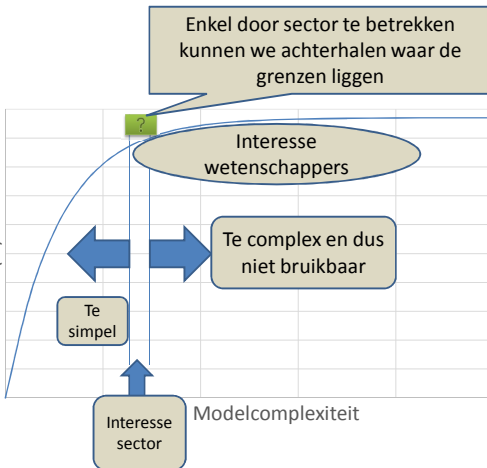 Enkel door sector te betrekken
kunnen we achterhalen waar de
grenzen liggen
?
Interesse
wetenschappers
Te complex en dus
niet bruikbaar
Te
simpel
Interesse
sector
Modelcomplexiteit